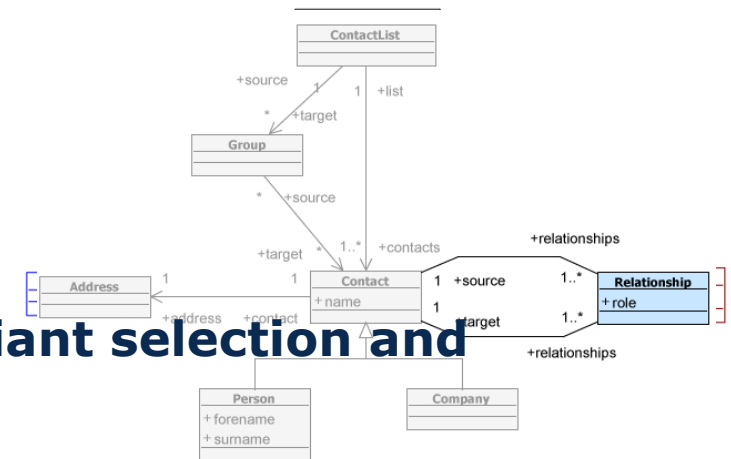 ContactList
+source
1
1
+list
*
+target
Group
*
+source
+relationships
+target
*
1..*
+contacts
Address
1
1
Contact
+ name
1
+source
1..*
Relationship
+ role
+address
+contact
1
+target
1..*
iant selection and
+relationships
Person
+ forename
+ surname
Company